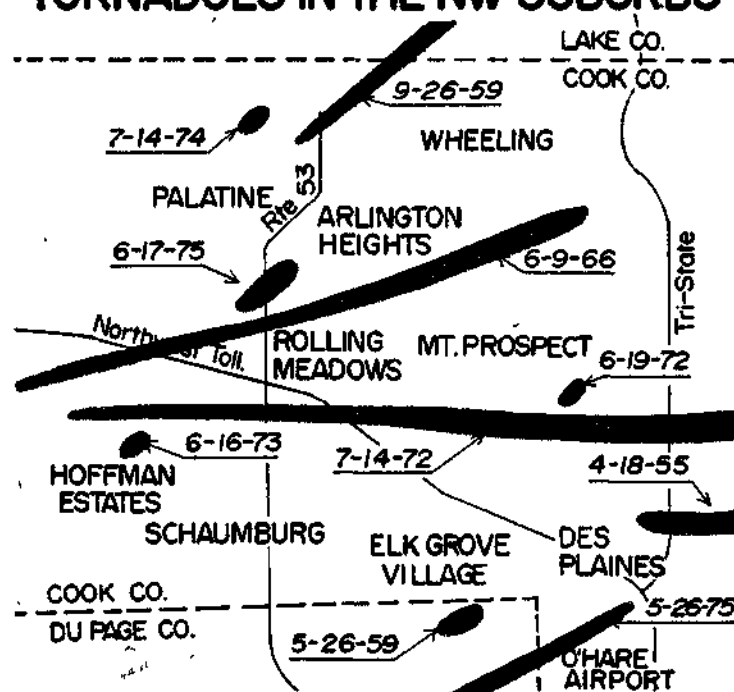 TORNADOES IN THE NW SUBURBS
LAKE CO.
COOK CO.
9-26-59
7-14-74
WHEELING
PALATINE
Rte 53
ARLINGTON
HEIGHTS
6-17-75
6-9-66
Tri-State
Northwest Toll.
ROLLING
MEADOWS
MT. PROSPECT
6-19-72
6-16-73
7-14-72
4-18-55
HOFFMAN
ESTATES
SCHAUMBURG
ELK GROVE
VILLAGE
DES
PLAINES
COOK CO.
DU PAGE CO.
5-26-59
5-26-75
O'HARE
AIRPORT